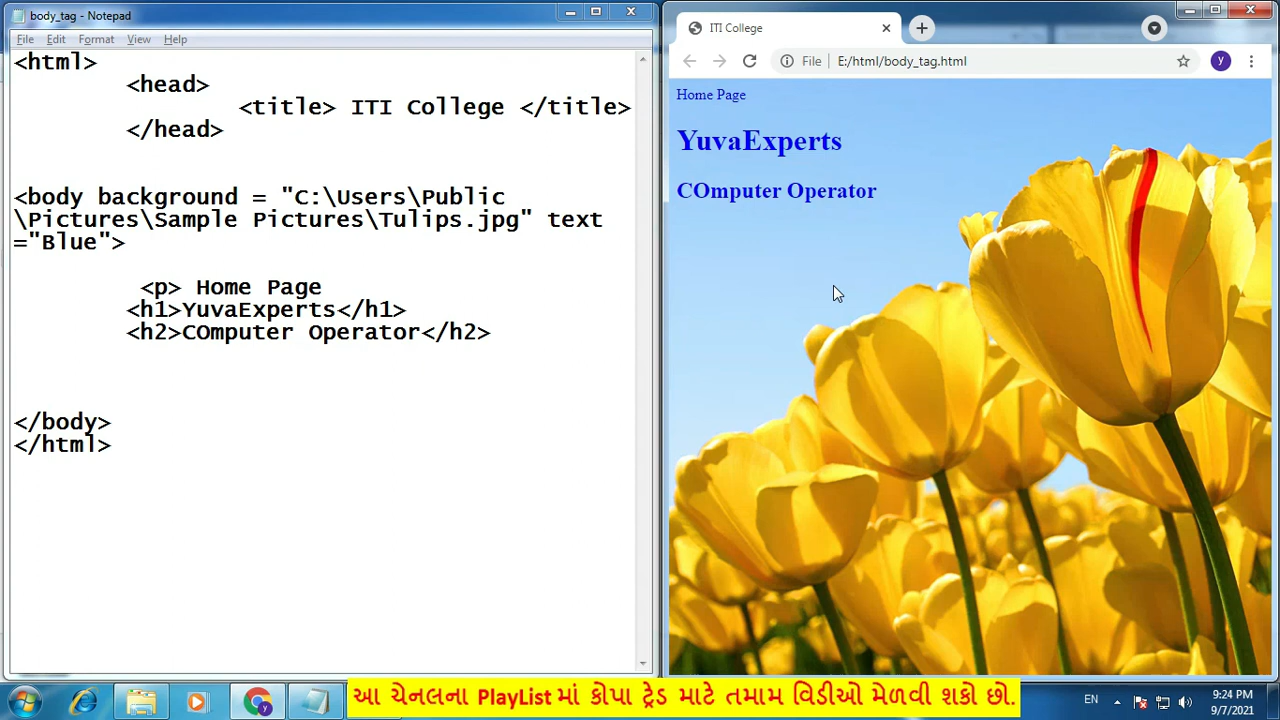 body_tag - Notepad
File Edit Format View Help
<html>
<head>
<title> ITI College </title>
</head>
<body background = "C:\Users\Public
\Pictures\Sample Pictures\Tulips.jpg" text
="Blue">
<p> Home Page
<h1>YuvaExperts</h1>
<h2>COmputer Operator</h2>
</body>
</html>
ITI College
File E:/html/body_tag.html
y
Home Page
YuvaExperts
COmputer Operator
આ ચેનલના PlayList માં કોપા ટ્રેડ માટે તમામ વિડીઓ મેળવી શકો છો.
EN
9:24 PM
9/7/2021